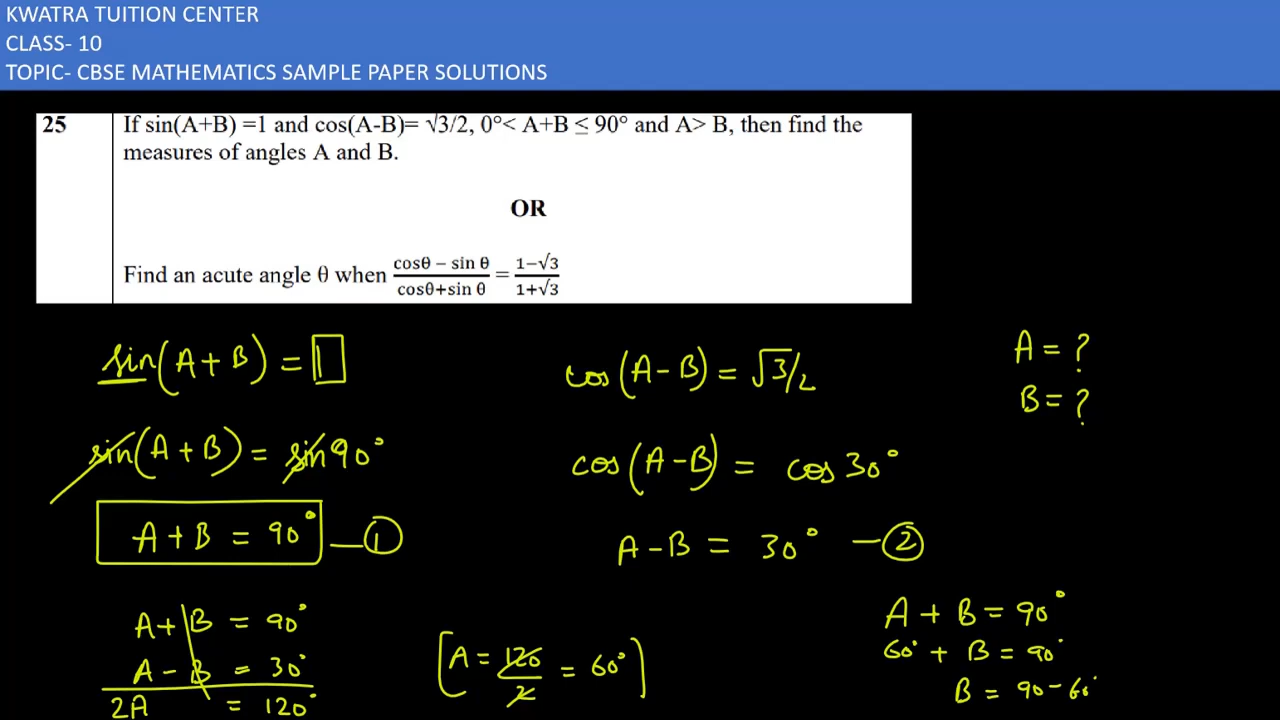 KWATRA TUITION CENTER
CLASS- 10
TOPIC- CBSE MATHEMATICS SAMPLE PAPER SOLUTIONS
25 If sin(A+B) =1 and cos(A-B)= √3/2, 0°< A+B ≤ 90° and A> B, then find the
measures of angles A and B.
OR
Find an acute angle θ when (cosθ − sin θ)/(cosθ+sin θ) = (1−√3)/(1+√3)
sin(A+B) = 1
sin(A+B) = sin90°
A+B = 90° —①
A+B = 90°
A-B = 30°
2A = 120°
cos(A-B) = √3/2
cos(A-B) = cos 30°
A-B = 30° —②
[A = 120/2 = 60°]
A = ?
B = ?
A + B = 90°
60° + B = 90°
B = 90-60°